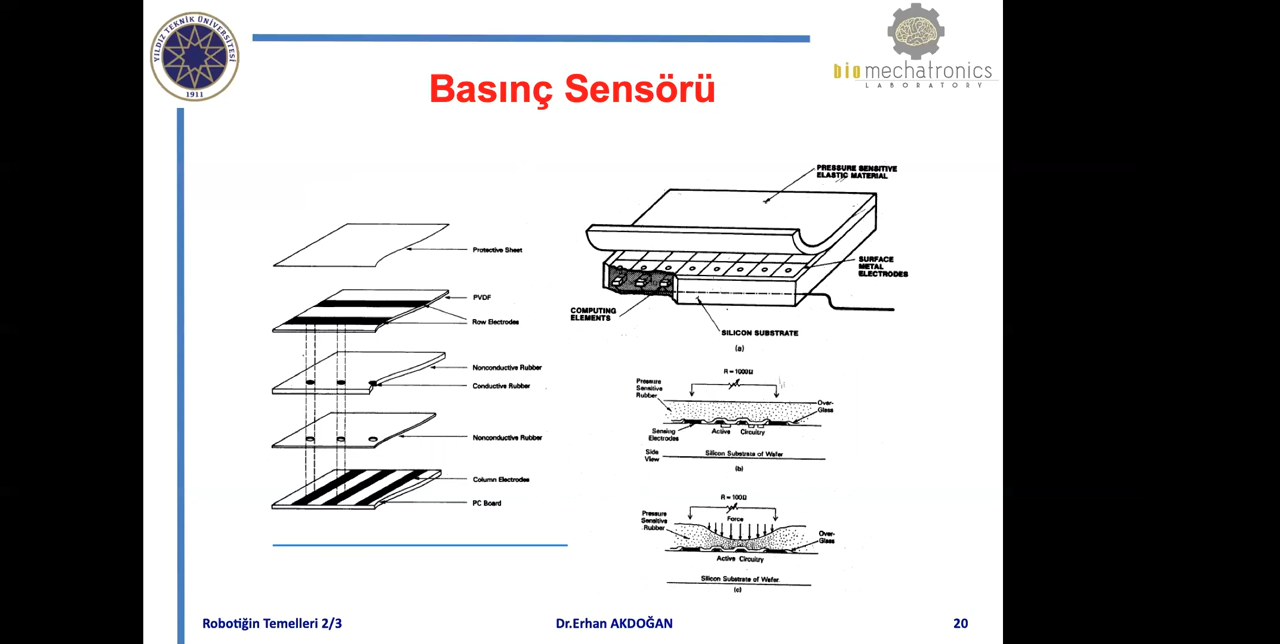 YILDIZ TEKNİK ÜNİVERSİTESİ
1911
biomechatronics
LABORATORY
Basınç Sensörü
Protective Sheet
PVDF
Row Electrodes
Nonconductive Rubber
Conductive Rubber
Nonconductive Rubber
Column Electrodes
PC Board
PRESSURE SENSITIVE
ELASTIC MATERIAL
SURFACE
METAL
ELECTRODES
COMPUTING
ELEMENTS
SILICON SUBSTRATE
(a)
R = 1000Ω
Pressure
Sensitive
Rubber
Over-
Glass
Sensing
Electrodes
Active Circuitry
Side
View
Silicon Substrate of Wafer
(b)
R = 100Ω
Force
Pressure
Sensitive
Rubber
Over-
Glass
Active Circuitry
Silicon Substrate of Wafer
(c)
Robotiğin Temelleri 2/3
Dr.Erhan AKDOĞAN
20